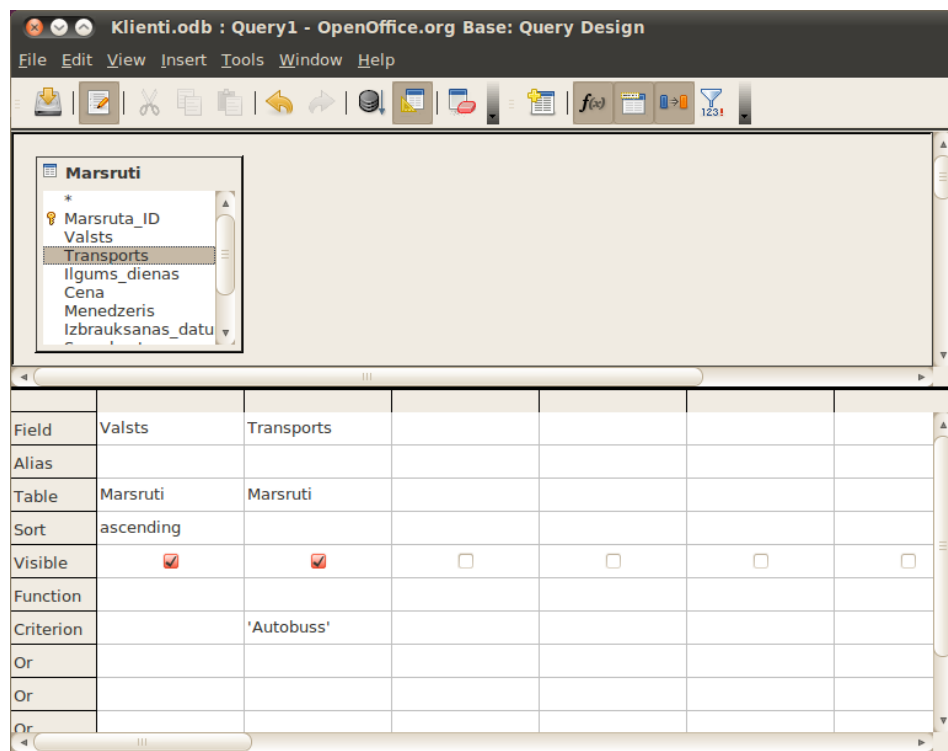 Klienti.odb : Query1 - OpenOffice.org Base: Query Design
File Edit View Insert Tools Window Help
f(x) 123!
Marsruti
*
Marsruta_ID
Valsts
Transports
Ilgums_dienas
Cena
Menedzeris
Izbrauksanas_datu
Field Valsts Transports
Alias
Table Marsruti Marsruti
Sort ascending
Visible
Function
Criterion 'Autobuss'
Or
Or
Or